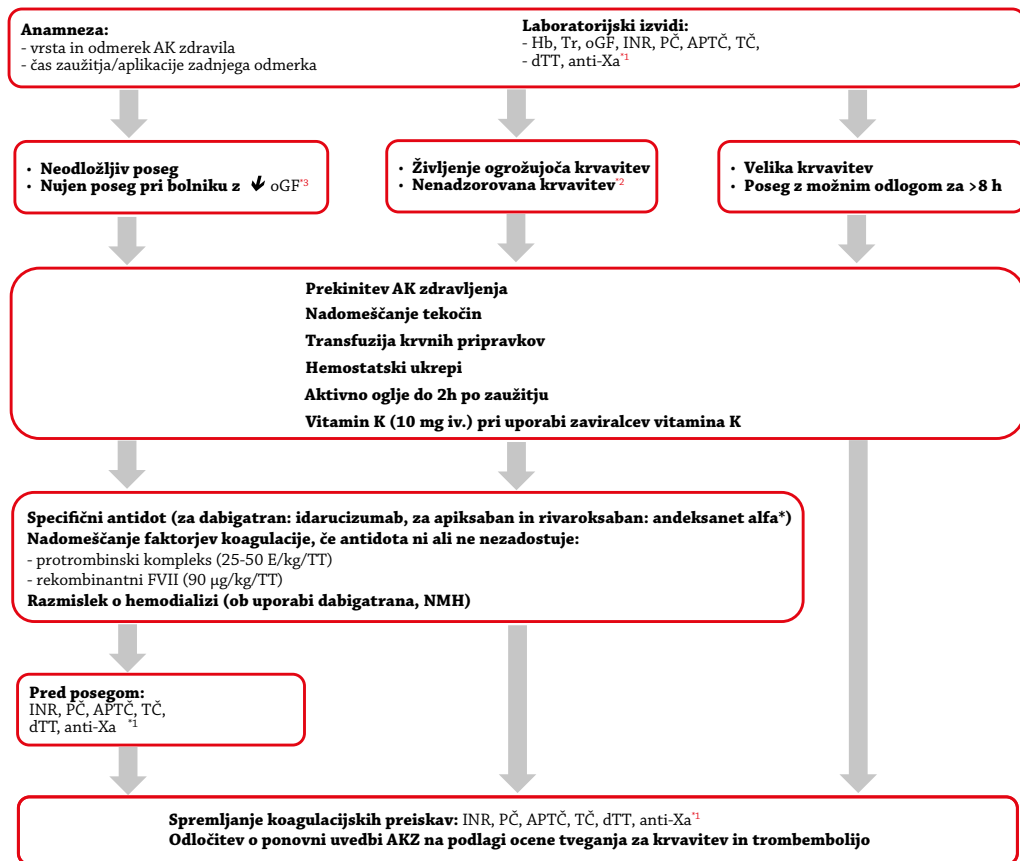 Anamneza:
- vrsta in odmerek AK zdravila
- čas zaužitja/aplikacije zadnjega odmerka
Laboratorijski izvidi:
- Hb, Tr, oGF, INR, PČ, APTČ, TČ,
- dTT, anti-Xa*1
· Neodložljiv poseg
· Nujen poseg pri bolniku z 🡻 oGF*3
· Življenje ogrožujoča krvavitev
· Nenadzorovana krvavitev*2
· Velika krvavitev
· Poseg z možnim odlogom za >8 h
Prekinitev AK zdravljenja
Nadomeščanje tekočin
Transfuzija krvnih pripravkov
Hemostatski ukrepi
Aktivno oglje do 2h po zaužitju
Vitamin K (10 mg iv.) pri uporabi zaviralcev vitamina K
Specifični antidot (za dabigatran: idarucizumab, za apiksaban in rivaroksaban: andeksanet alfa*)
Nadomeščanje faktorjev koagulacije, če antidota ni ali ne nezadostuje:
- protrombinski kompleks (25-50 E/kg/TT)
- rekombinantni FVII (90 µg/kg/TT)
Razmislek o hemodializi (ob uporabi dabigatrana, NMH)
Pred posegom:
INR, PČ, APTČ, TČ,
dTT, anti-Xa *1
Spremljanje koagulacijskih preiskav: INR, PČ, APTČ, TČ, dTT, anti-Xa*1
Odločitev o ponovni uvedbi AKZ na podlagi ocene tveganja za krvavitev in trombembolijo